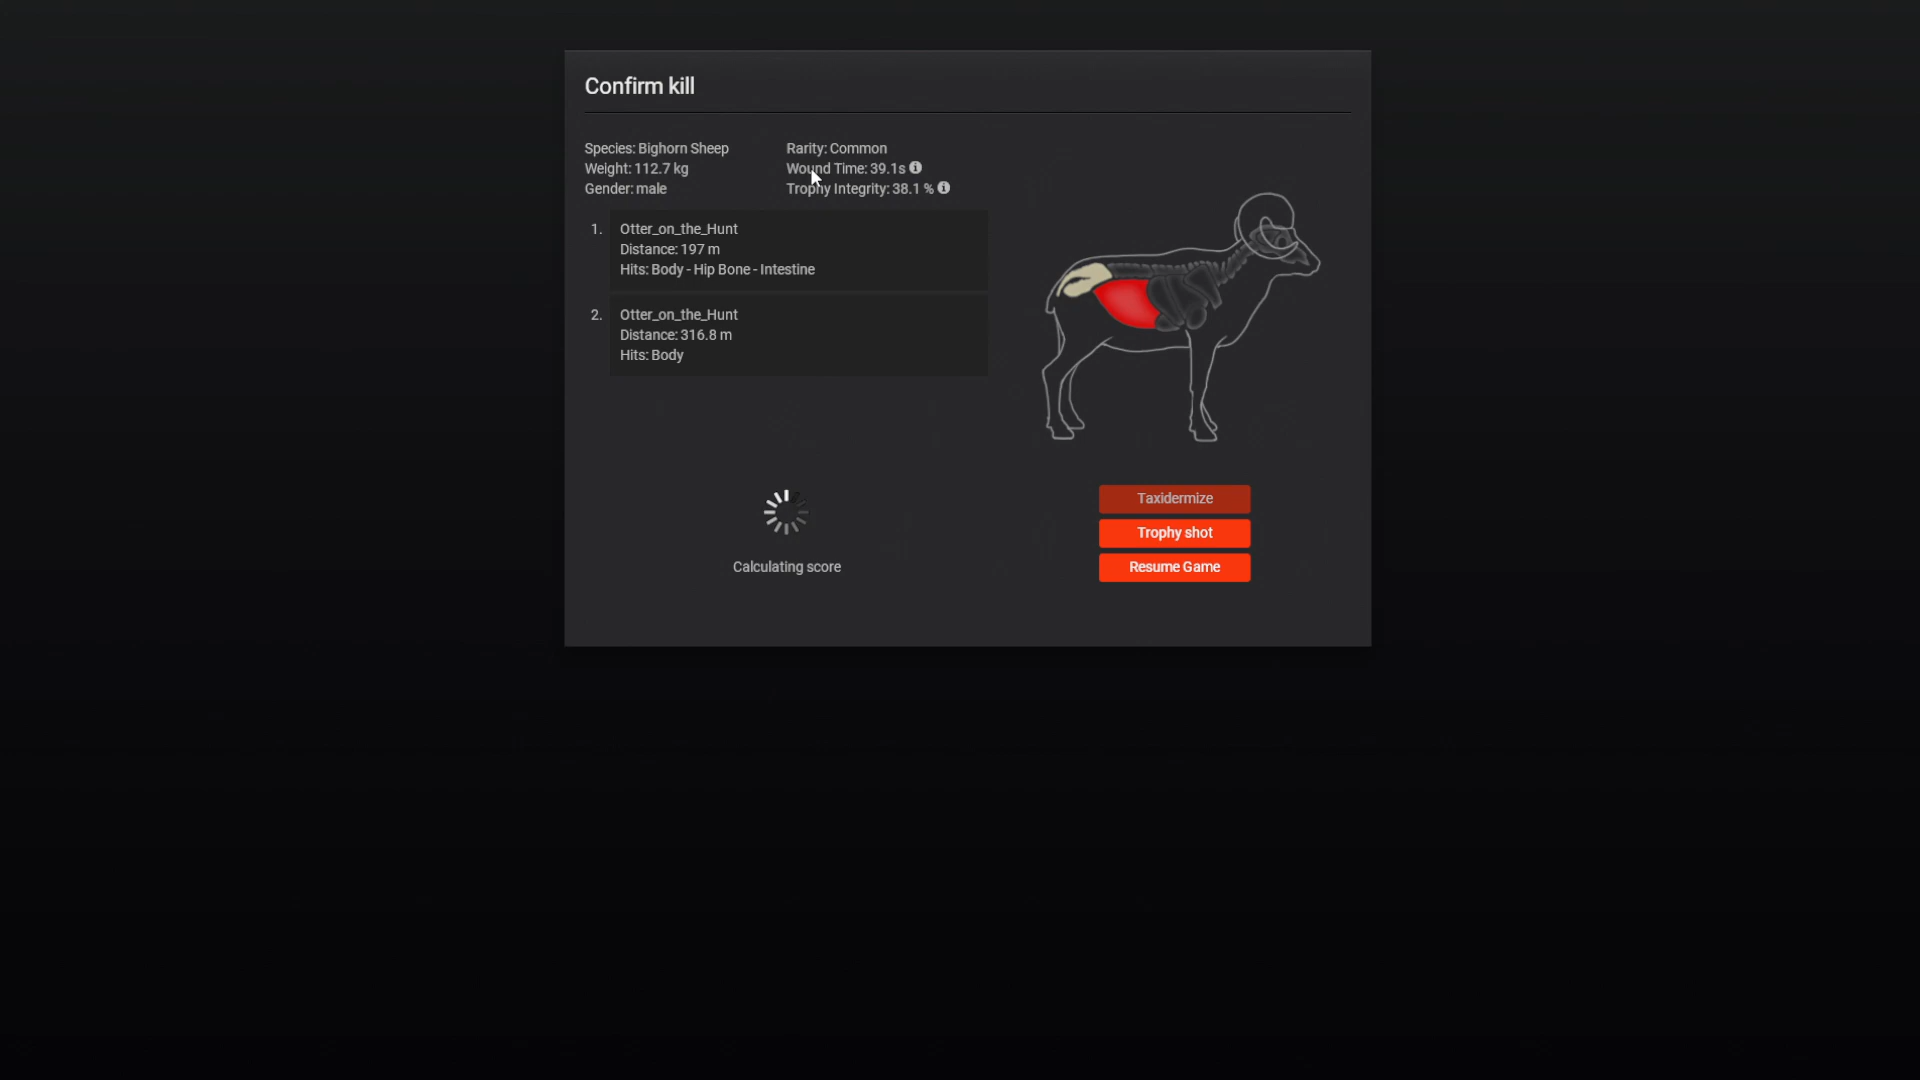 Confirm kill
Species: Bighorn Sheep
Weight: 112.7 kg
Gender: male
Rarity: Common
Wound Time: 39.1s
Trophy Integrity: 38.1 %
1.
Otter_on_the_Hunt
Distance: 197 m
Hits: Body - Hip Bone - Intestine
2.
Otter_on_the_Hunt
Distance: 316.8 m
Hits: Body
Calculating score
Taxidermize
Trophy shot
Resume Game